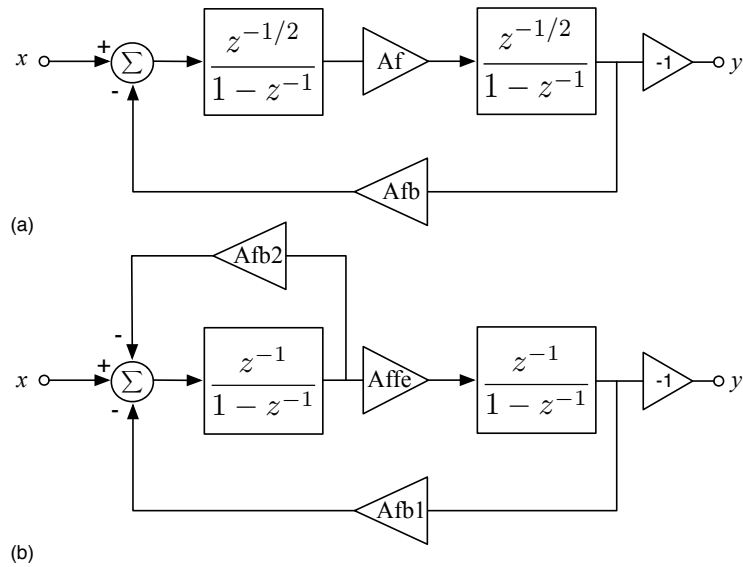 x + Σ - z^{-1/2} / 1 − z^{-1} Af z^{-1/2} / 1 − z^{-1} -1 y
Afb
(a)
Afb2
-
x + Σ - z^{-1} / 1 − z^{-1} Affe z^{-1} / 1 − z^{-1} -1 y
Afb1
(b)